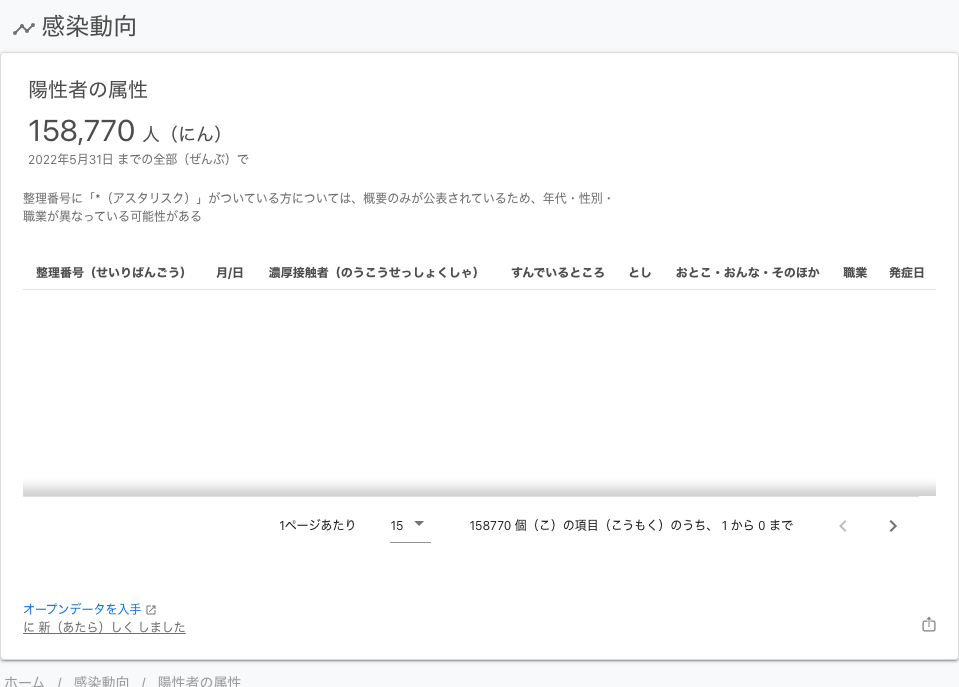 感染動向
陽性者の属性
158,770 人（にん）
2022年5月31日 までの全部（ぜんぶ）で
整理番号に「*（アスタリスク）」がついている方については、概要のみが公表されているため、年代・性別・
職業が異なっている可能性がある
整理番号（せいりばんごう） 月/日 濃厚接触者（のうこうせっしょくしゃ） すんでいるところ とし おとこ・おんな・そのほか 職業 発症日
1ページあたり 15 158770 個（こ）の項目（こうもく）のうち、 1 から 0 まで
オープンデータを入手
に 新（あたら）しく しました
ホーム / 感染動向 / 陽性者の属性